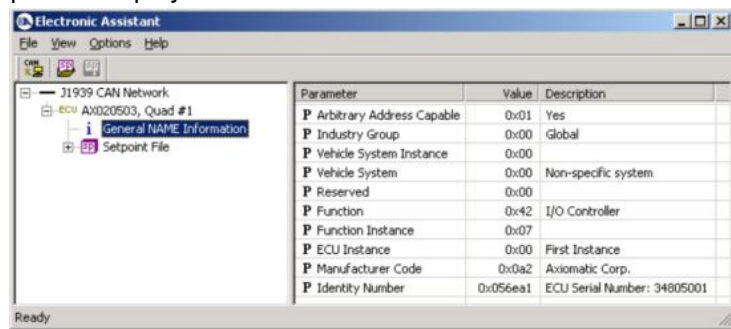 Electronic Assistant
File View Options Help
CAN
J1939 CAN Network
ECU AX020503, Quad #1
i General NAME Information
SP Setpoint File
Parameter Value Description
P Arbitrary Address Capable 0x01 Yes
P Industry Group 0x00 Global
P Vehicle System Instance 0x00
P Vehicle System 0x00 Non-specific system
P Reserved 0x00
P Function 0x42 I/O Controller
P Function Instance 0x07
P ECU Instance 0x00 First Instance
P Manufacturer Code 0x0a2 Axiomatic Corp.
P Identity Number 0x056ea1 ECU Serial Number: 34805001
Ready